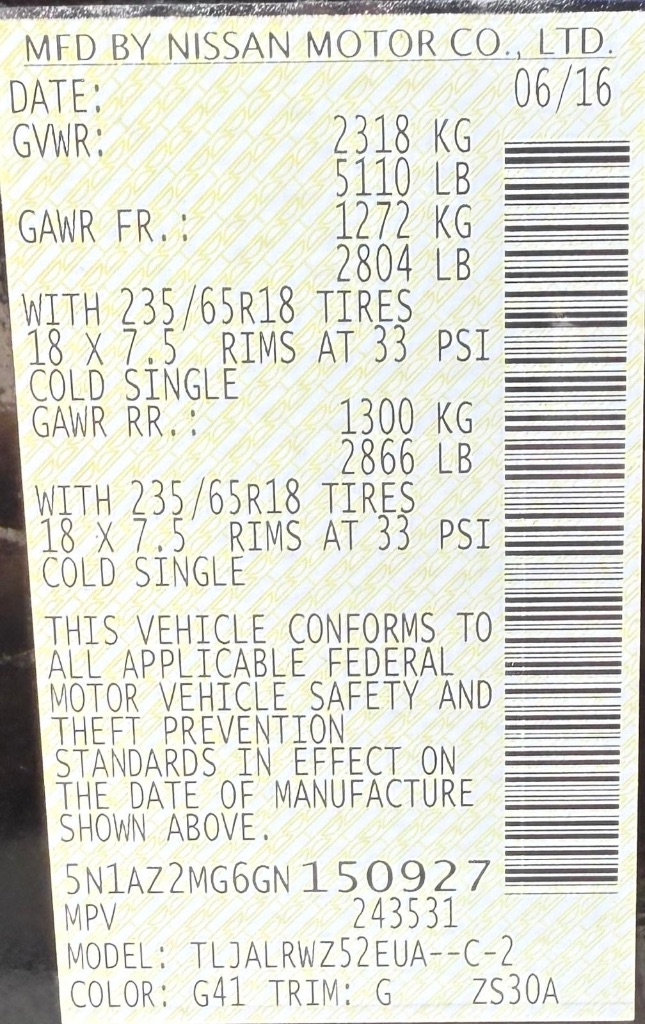 MFD BY NISSAN MOTOR CO., LTD.
DATE: 06/16
GVWR: 2318 KG
5110 LB
GAWR FR.: 1272 KG
2804 LB
WITH 235/65R18 TIRES
18 X 7.5 RIMS AT 33 PSI
COLD SINGLE
GAWR RR.: 1300 KG
2866 LB
WITH 235/65R18 TIRES
18 X 7.5 RIMS AT 33 PSI
COLD SINGLE
THIS VEHICLE CONFORMS TO
ALL APPLICABLE FEDERAL
MOTOR VEHICLE SAFETY AND
THEFT PREVENTION
STANDARDS IN EFFECT ON
THE DATE OF MANUFACTURE
SHOWN ABOVE.
5N1AZ2MG6GN150927
MPV 243531
MODEL: TLJALRWZ52EUA--C-2
COLOR: G41 TRIM: G ZS30A